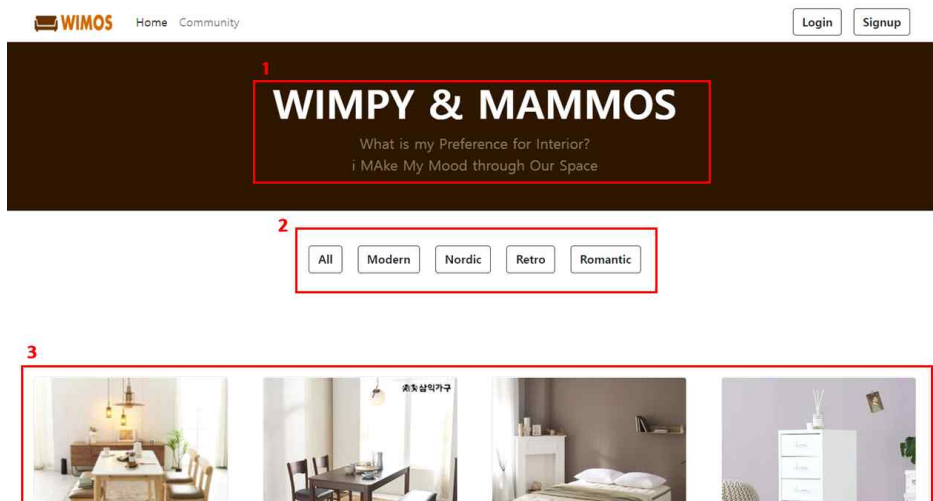 WIMOS Home Community Login Signup
1
WIMPY & MAMMOS
What is my Preference for Interior?
i MAke My Mood through Our Space
2
All Modern Nordic Retro Romantic
3
삼익가구